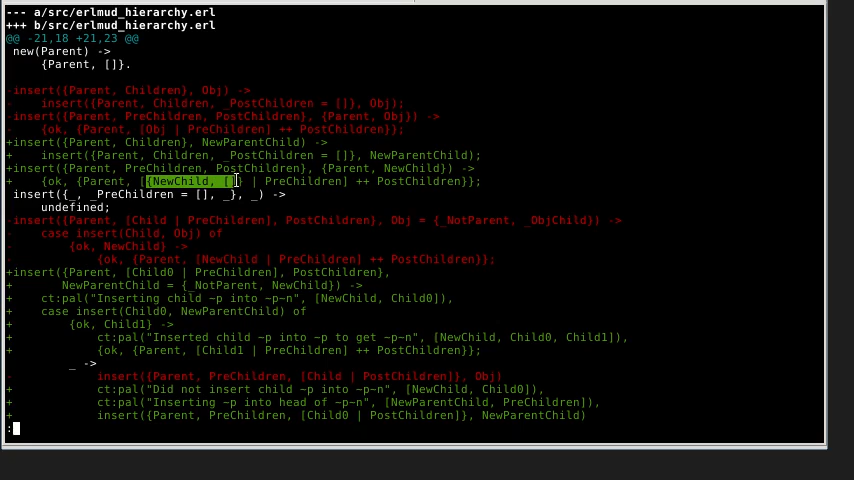 --- a/src/erlmud_hierarchy.erl
+++ b/src/erlmud_hierarchy.erl
@@ -21,18 +21,23 @@
 new(Parent) ->
     {Parent, []}.
-insert({Parent, Children}, Obj) ->
-    insert({Parent, Children, _PostChildren = []}, Obj);
-insert({Parent, PreChildren, PostChildren}, {Parent, Obj}) ->
-    {ok, {Parent, [Obj | PreChildren] ++ PostChildren}};
+insert({Parent, Children}, NewParentChild) ->
+    insert({Parent, Children, _PostChildren = []}, NewParentChild);
+insert({Parent, PreChildren, PostChildren}, {Parent, NewChild}) ->
+    {ok, {Parent, [{NewChild, []} | PreChildren] ++ PostChildren}};
 insert({_, _PreChildren = [], _}, _) ->
     undefined;
-insert({Parent, [Child | PreChildren], PostChildren}, Obj = {_NotParent, _ObjChild}) ->
-    case insert(Child, Obj) of
-        {ok, NewChild} ->
-            {ok, {Parent, [NewChild | PreChildren] ++ PostChildren}};
+insert({Parent, [Child0 | PreChildren], PostChildren},
+       NewParentChild = {_NotParent, NewChild}) ->
+    ct:pal("Inserting child ~p into ~p~n", [NewChild, Child0]),
+    case insert(Child0, NewParentChild) of
+        {ok, Child1} ->
+            ct:pal("Inserted child ~p into ~p to get ~p~n", [NewChild, Child0, Child1]),
+            {ok, {Parent, [Child1 | PreChildren] ++ PostChildren}};
         _ ->
-            insert({Parent, PreChildren, [Child | PostChildren]}, Obj)
+            ct:pal("Did not insert child ~p into ~p~n", [NewChild, Child0]),
+            ct:pal("Inserting ~p into head of ~p~n", [NewParentChild, PreChildren]),
+            insert({Parent, PreChildren, [Child0 | PostChildren]}, NewParentChild)
: